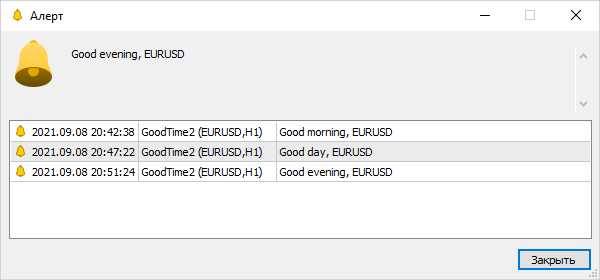 Алерт
Good evening, EURUSD
2021.09.08 20:42:38 GoodTime2 (EURUSD,H1) Good morning, EURUSD
2021.09.08 20:47:22 GoodTime2 (EURUSD,H1) Good day, EURUSD
2021.09.08 20:51:24 GoodTime2 (EURUSD,H1) Good evening, EURUSD
Закрыть